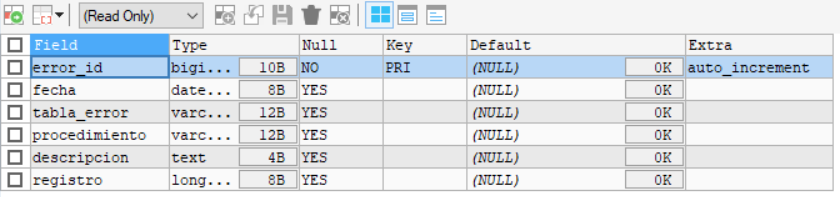 (Read Only)
Field Type Null Key Default Extra
error_id bigi... 10B NO PRI (NULL) 0K auto_increment
fecha date... 8B YES (NULL) 0K
tabla_error varc... 12B YES (NULL) 0K
procedimiento varc... 12B YES (NULL) 0K
descripcion text 4B YES (NULL) 0K
registro long... 8B YES (NULL) 0K